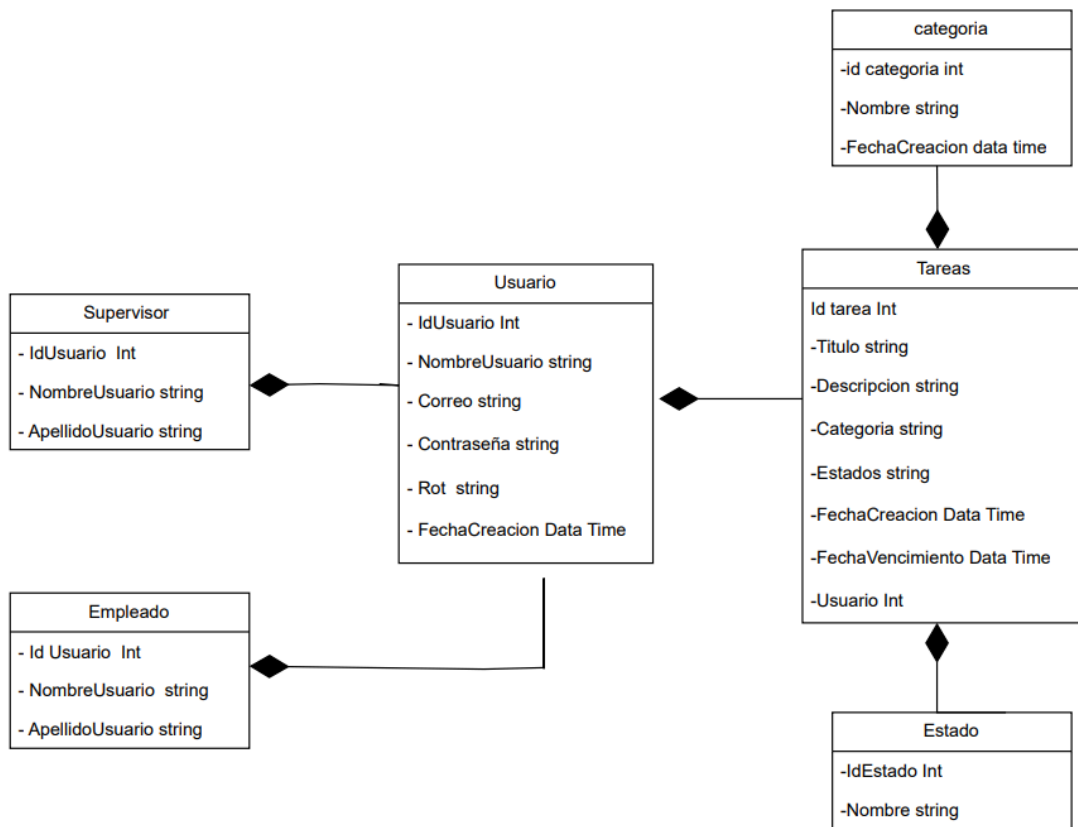 categoria
-id categoria int
-Nombre string
-FechaCreacion data time
Supervisor
- IdUsuario Int
- NombreUsuario string
- ApellidoUsuario string
Usuario
- IdUsuario Int
- NombreUsuario string
- Correo string
- Contraseña string
- Rot string
- FechaCreacion Data Time
Tareas
Id tarea Int
-Titulo string
-Descripcion string
-Categoria string
-Estados string
-FechaCreacion Data Time
-FechaVencimiento Data Time
-Usuario Int
Empleado
- Id Usuario Int
- NombreUsuario string
- ApellidoUsuario string
Estado
-IdEstado Int
-Nombre string